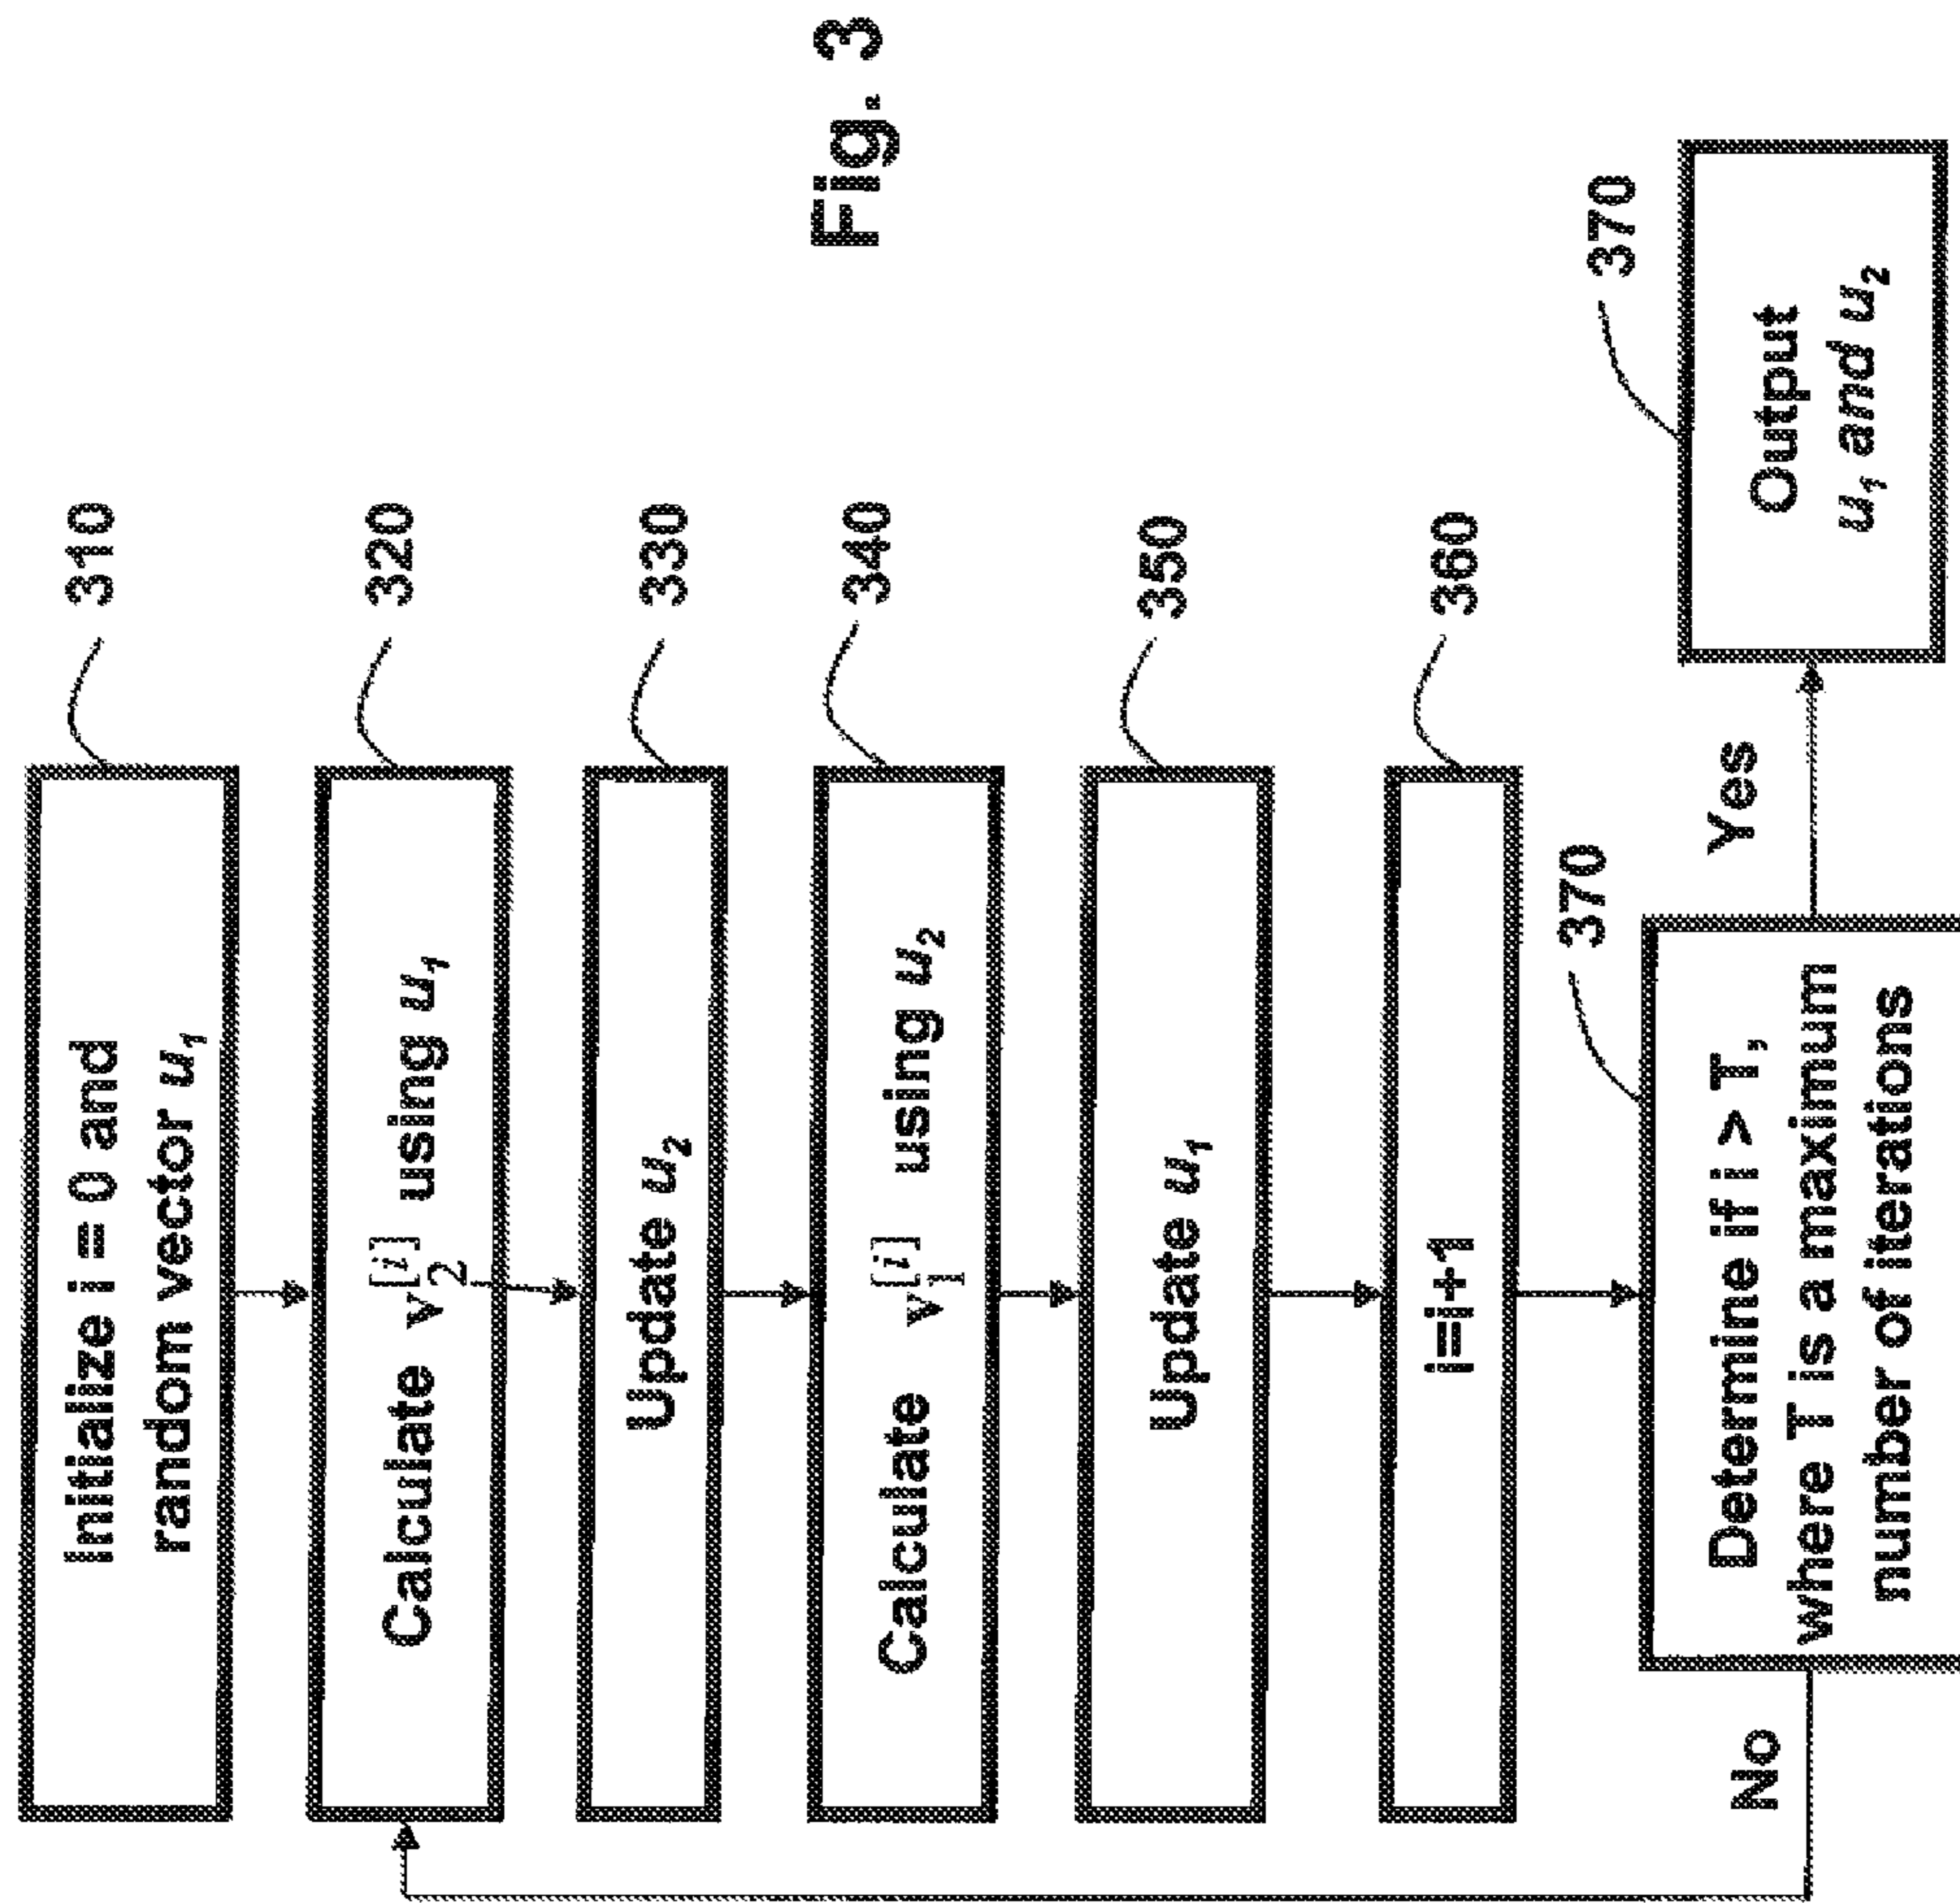 Initialize i = 0 and
random vector u₁
310
Calculate v₂^[i] using u₁
320
Update u₂
330
Calculate v₁^[i] using u₂
340
Update u₁
350
i=i+1
360
Determine if i > T,
where T is a maximum
number of iterations
370
No
Yes
Output
u₁ and u₂
370
Fig. 3